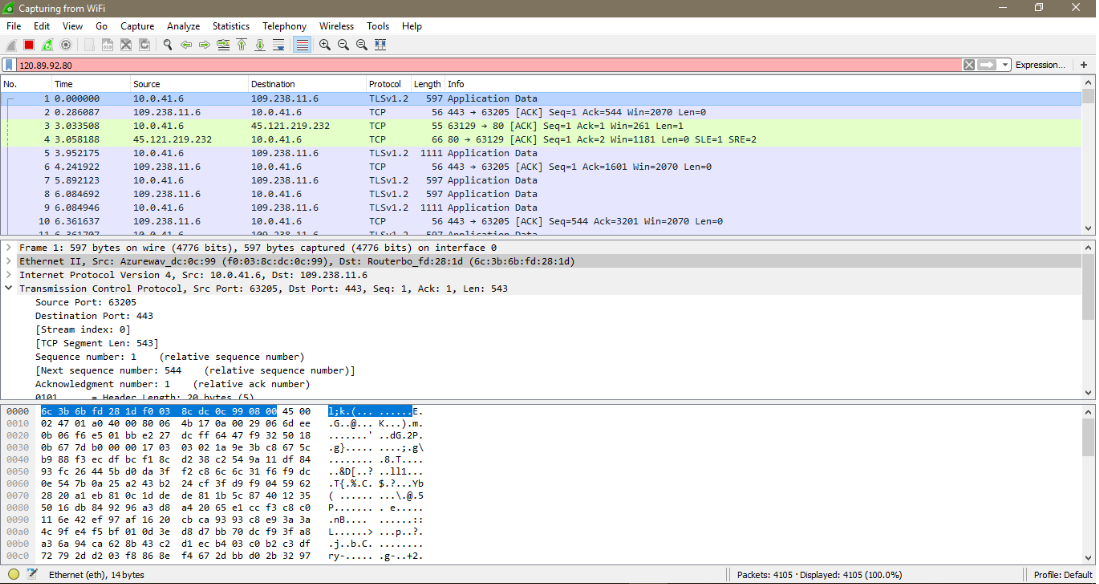 Capturing from WiFi
File Edit View Go Capture Analyze Statistics Telephony Wireless Tools Help
120.89.92.80 Expression... +
No. Time Source Destination Protocol Length Info
1 0.000000 10.0.41.6 109.238.11.6 TLSv1.2 597 Application Data
2 0.286087 109.238.11.6 10.0.41.6 TCP 56 443 → 63205 [ACK] Seq=1 Ack=544 Win=2070 Len=0
3 3.033508 10.0.41.6 45.121.219.232 TCP 55 63129 → 80 [ACK] Seq=1 Ack=1 Win=261 Len=1
4 3.058188 45.121.219.232 10.0.41.6 TCP 66 80 → 63129 [ACK] Seq=1 Ack=2 Win=1181 Len=0 SLE=1 SRE=2
5 3.952175 10.0.41.6 109.238.11.6 TLSv1.2 1111 Application Data
6 4.241922 109.238.11.6 10.0.41.6 TCP 56 443 → 63205 [ACK] Seq=1 Ack=1601 Win=2070 Len=0
7 5.892123 10.0.41.6 109.238.11.6 TLSv1.2 597 Application Data
8 6.084692 109.238.11.6 10.0.41.6 TLSv1.2 597 Application Data
9 6.084946 10.0.41.6 109.238.11.6 TLSv1.2 1111 Application Data
10 6.361637 109.238.11.6 10.0.41.6 TCP 56 443 → 63205 [ACK] Seq=544 Ack=3201 Win=2070 Len=0
Frame 1: 597 bytes on wire (4776 bits), 597 bytes captured (4776 bits) on interface 0
Ethernet II, Src: Azurewav_dc:0c:99 (f0:03:8c:dc:0c:99), Dst: Routerbo_fd:28:1d (6c:3b:6b:fd:28:1d)
Internet Protocol Version 4, Src: 10.0.41.6, Dst: 109.238.11.6
Transmission Control Protocol, Src Port: 63205, Dst Port: 443, Seq: 1, Ack: 1, Len: 543
Source Port: 63205
Destination Port: 443
[Stream index: 0]
[TCP Segment Len: 543]
Sequence number: 1 (relative sequence number)
[Next sequence number: 544 (relative sequence number)]
Acknowledgment number: 1 (relative ack number)
0101 .... = Header Length: 20 bytes (5)
0000 6c 3b 6b fd 28 1d f0 03 8c dc 0c 99 08 00 45 00 l;k.(... ......E.
0010 02 47 01 a0 40 00 80 06 4b 17 0a 00 29 06 6d ee .G..@... K...).m.
0020 0b 06 f6 e5 01 bb e2 27 dc ff 64 47 f9 32 50 18 .......' ..dG.2P.
0030 0b 67 7d b0 00 00 17 03 03 02 1a 9e 3b c8 67 5c .g}..... ....;.g\
0040 b9 88 f3 ec df bc f1 8c d2 38 c2 54 9a 11 df 84 ........ .8.T....
0050 93 fc 26 44 5b d0 da 3f f2 c8 6c 6c 31 f6 f9 dc ..&D[..? ..ll1...
0060 0e 54 7b 0a 25 a2 43 b2 24 cf 3f d9 f9 04 59 62 .T{.%.C. $.?...Yb
0070 28 20 a1 eb 81 0c 1d de de 81 1b 5c 87 40 12 35 ( ...... ...\.@.5
0080 50 16 db 84 92 96 a3 d8 a4 20 65 e1 cc f3 c8 c0 P....... . e.....
0090 11 6e 42 ef 97 af 16 20 cb ca 93 93 c8 e9 3a 3a .nB.... ......::
00a0 4c 9f e4 f5 bf 01 0d 3e d8 d7 bb 70 dc f9 3f a8 L......> ...p..?.
00b0 a3 6a 94 ca 62 8b 43 c2 d1 ec b4 03 c0 b2 c3 df .j..b.C. ........
00c0 72 79 2d d2 03 f8 86 8e f4 67 2d bb d0 2b 32 97 ry-..... .g-..+2.
Ethernet (eth), 14 bytes Packets: 4105 · Displayed: 4105 (100.0%) Profile: Default